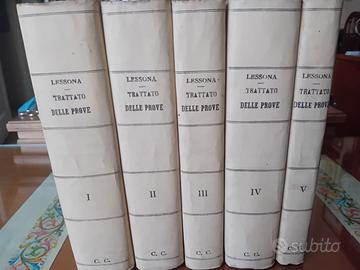 LESSONA
TRATTATO
DELLE PROVE
I
C. C.
LESSONA
TRATTATO
DELLE PROVE
II
C. C.
LESSONA
TRATTATO
DELLE PROVE
III
C. C.
LESSONA
TRATTATO
DELLE PROVE
IV
C. C.
LESSONA
TRATTATO
DELLE PROVE
V
C. C.
subito